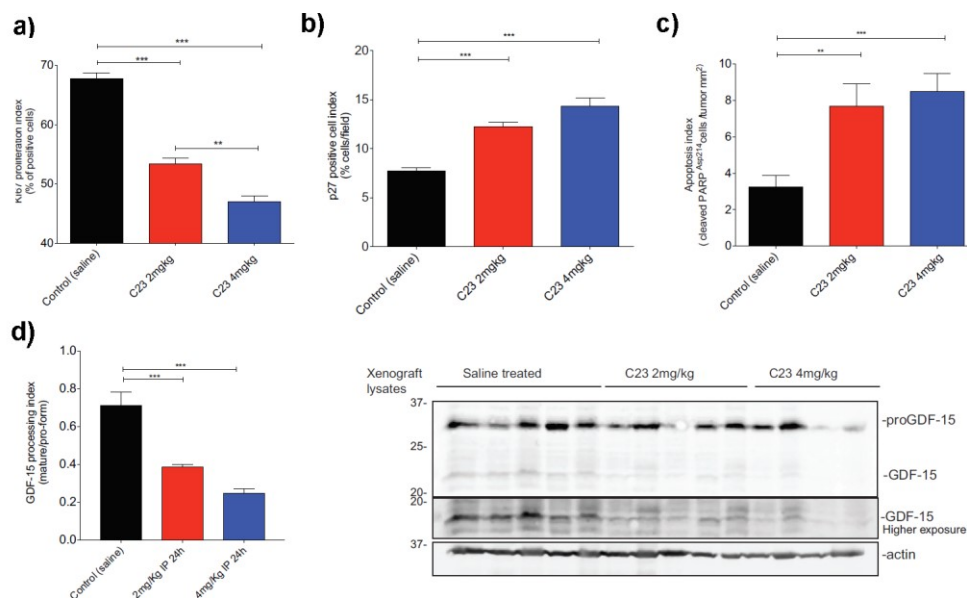 a)
Ki67 proliferation index
(% of positive cells)
70
60
50
40
***
***
**
Control (saline)
C23 2mgkg
C23 4mgkg
b)
p27 positive cell index
(% cells/field)
20
15
10
5
0
***
***
Control (saline)
C23 2mgkg
C23 4mgkg
c)
Apoptosis index
( cleaved PARP Asp214 cells /tumor mm2)
10
8
6
4
2
0
***
**
Control (saline)
C23 2mgkg
C23 4mgkg
d)
GDF-15 processing index
(mature/pro-form)
1.0
0.8
0.6
0.4
0.2
0.0
***
***
Control (saline)
2mg/Kg IP 24h
4mg/Kg IP 24h
Xenograft
lysates
Saline treated
C23 2mg/kg
C23 4mg/kg
37-
-proGDF-15
25-
-GDF-15
20-
20-
-GDF-15
Higher exposure
37-
-actin